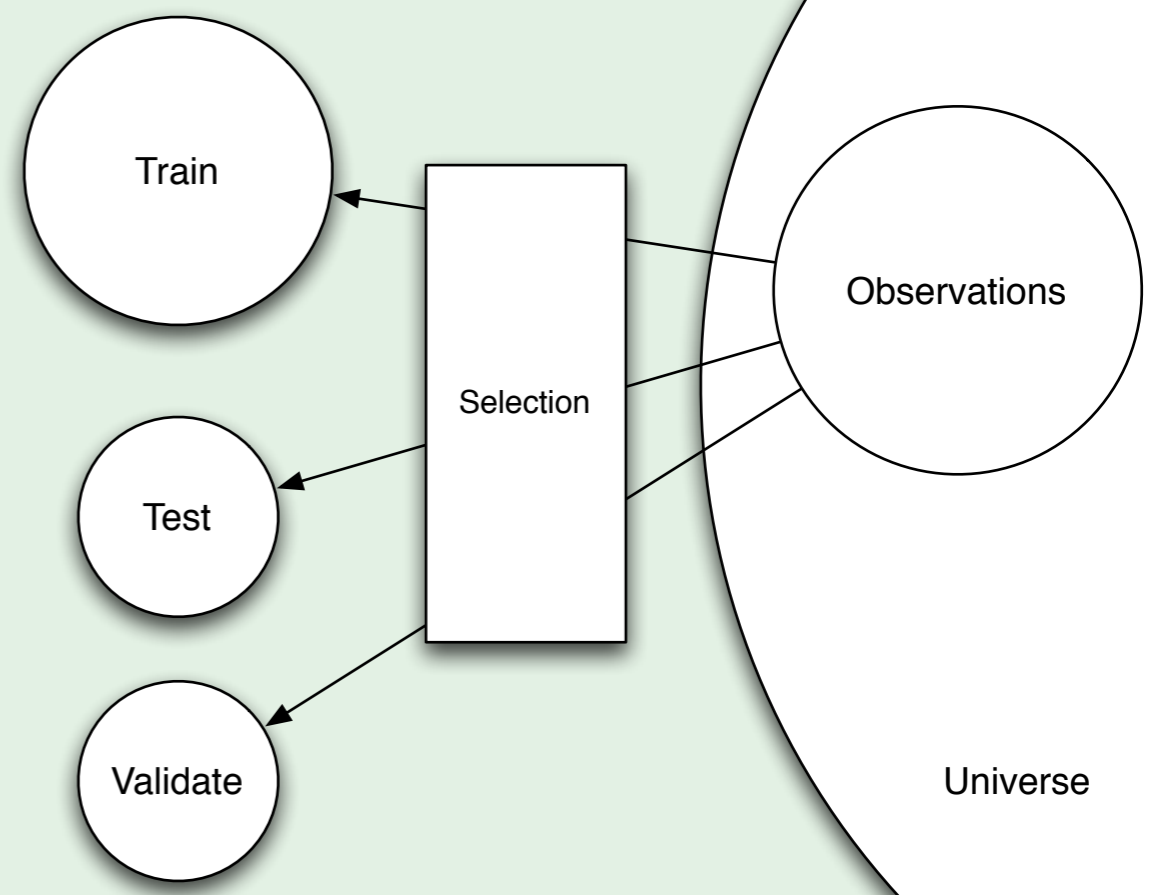 Train
Observations
Selection
Test
Validate
Universe